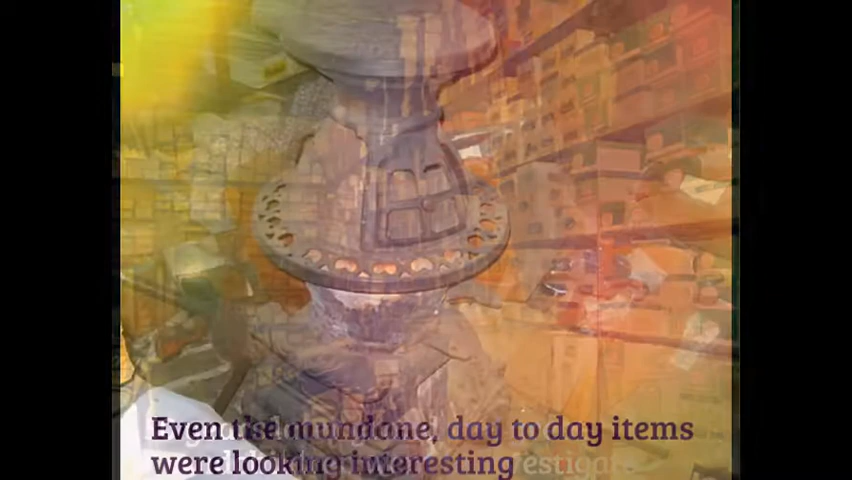 Even the mundane, day to day items
were looking interesting